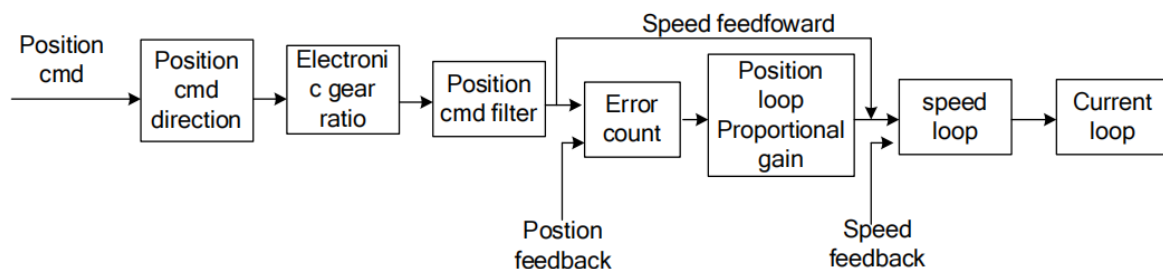 Position
cmd
Position
cmd
direction
Electroni
c gear
ratio
Position
cmd filter
Speed feedfoward
Error
count
Position
loop
Proportional
gain
speed
loop
Current
loop
Postion
feedback
Speed
feedback